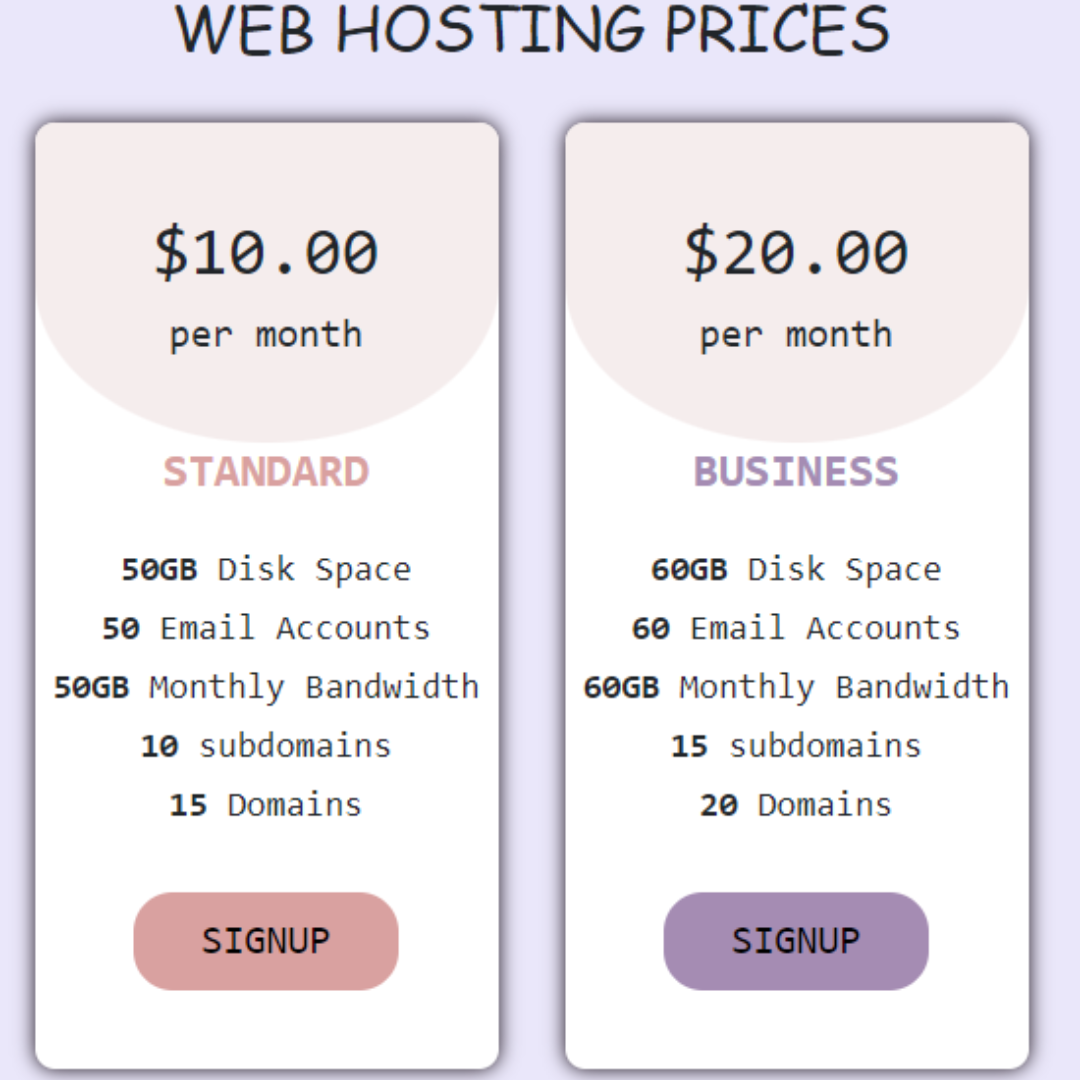 WEB HOSTING PRICES
$10.00
per month
STANDARD
50GB Disk Space
50 Email Accounts
50GB Monthly Bandwidth
10 subdomains
15 Domains
SIGNUP
$20.00
per month
BUSINESS
60GB Disk Space
60 Email Accounts
60GB Monthly Bandwidth
15 subdomains
20 Domains
SIGNUP